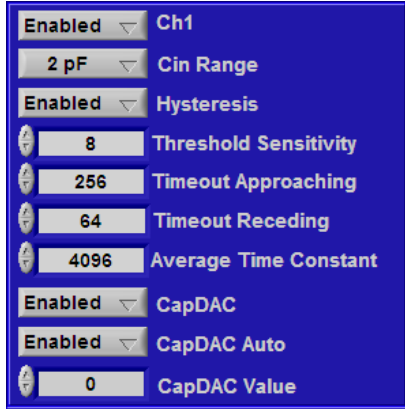 Enabled Ch1
2 pF Cin Range
Enabled Hysteresis
8 Threshold Sensitivity
256 Timeout Approaching
64 Timeout Receding
4096 Average Time Constant
Enabled CapDAC
Enabled CapDAC Auto
0 CapDAC Value